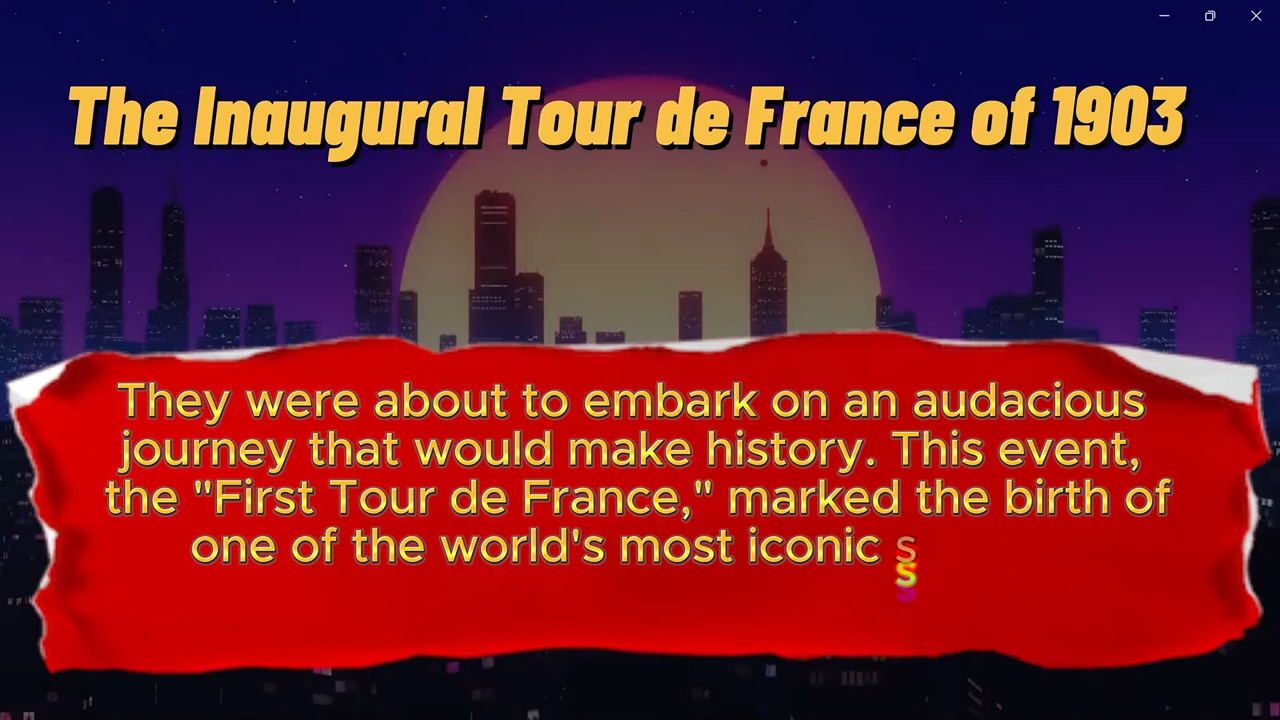 The Inaugural Tour de France of 1903
They were about to embark on an audacious
journey that would make history. This event,
the "First Tour de France," marked the birth of
one of the world's most iconic s